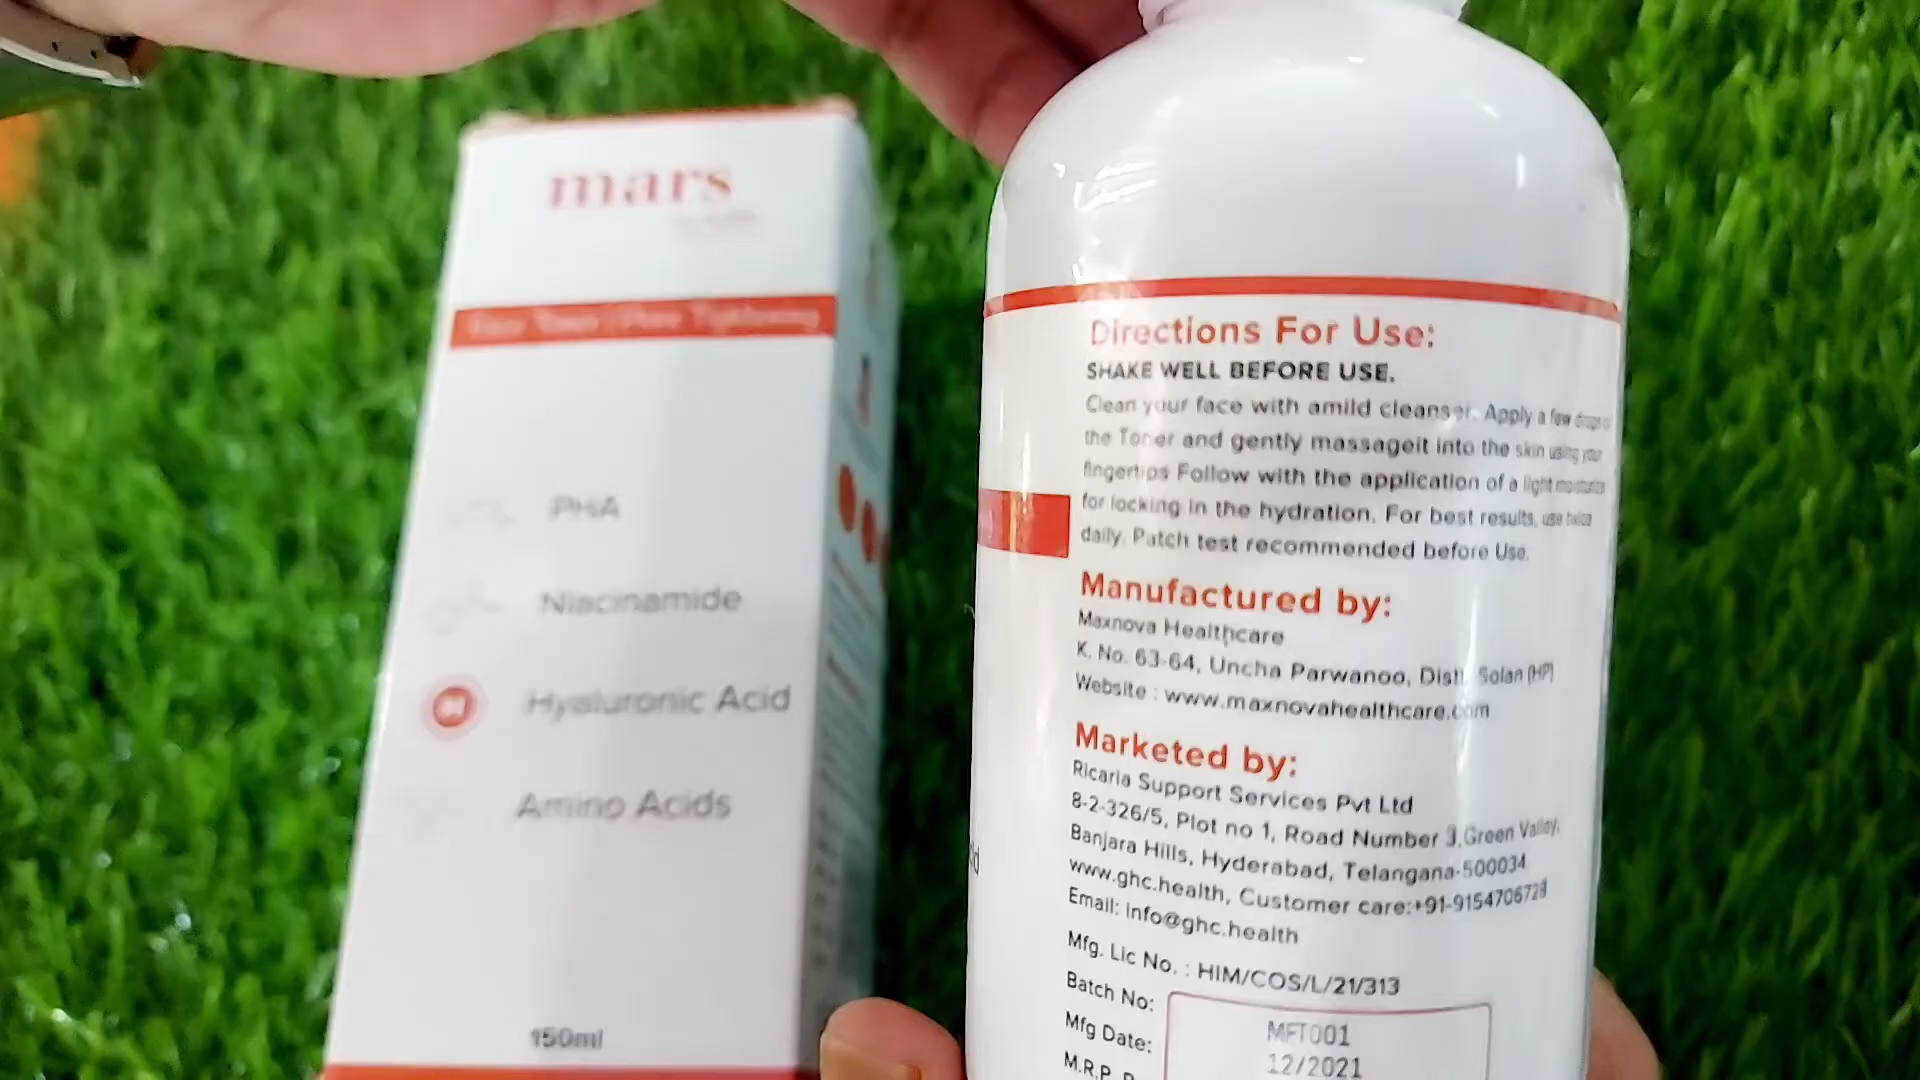 mars
Face Toner | Pore Tightening
PHA
Niacinamide
Hyaluronic Acid
Amino Acids
150ml
Directions For Use:
SHAKE WELL BEFORE USE.
Clean your face with amild cleanser. Apply a few drops of
the Toner and gently massageit into the skin using your
fingertips Follow with the application of a light moisturizer
for locking in the hydration. For best results, use twice
daily. Patch test recommended before Use.
Manufactured by:
Maxnova Healthcare
K. No. 63-64, Uncha Parwanoo, Distt. Solan (HP)
Website : www.maxnovahealthcare.com
Marketed by:
Ricaria Support Services Pvt Ltd
8-2-326/5, Plot no 1, Road Number 3,Green Valley,
Banjara Hills, Hyderabad, Telangana-500034
www.ghc.health, Customer care:+91-9154706728
Email: info@ghc.health
Mfg. Lic No. : HIM/COS/L/21/313
Batch No: MFT001
Mfg Date: 12/2021
M.R.P.